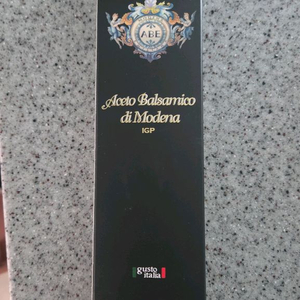 ABE
Aceto Balsamico
di Modena
IGP
gusto
italia